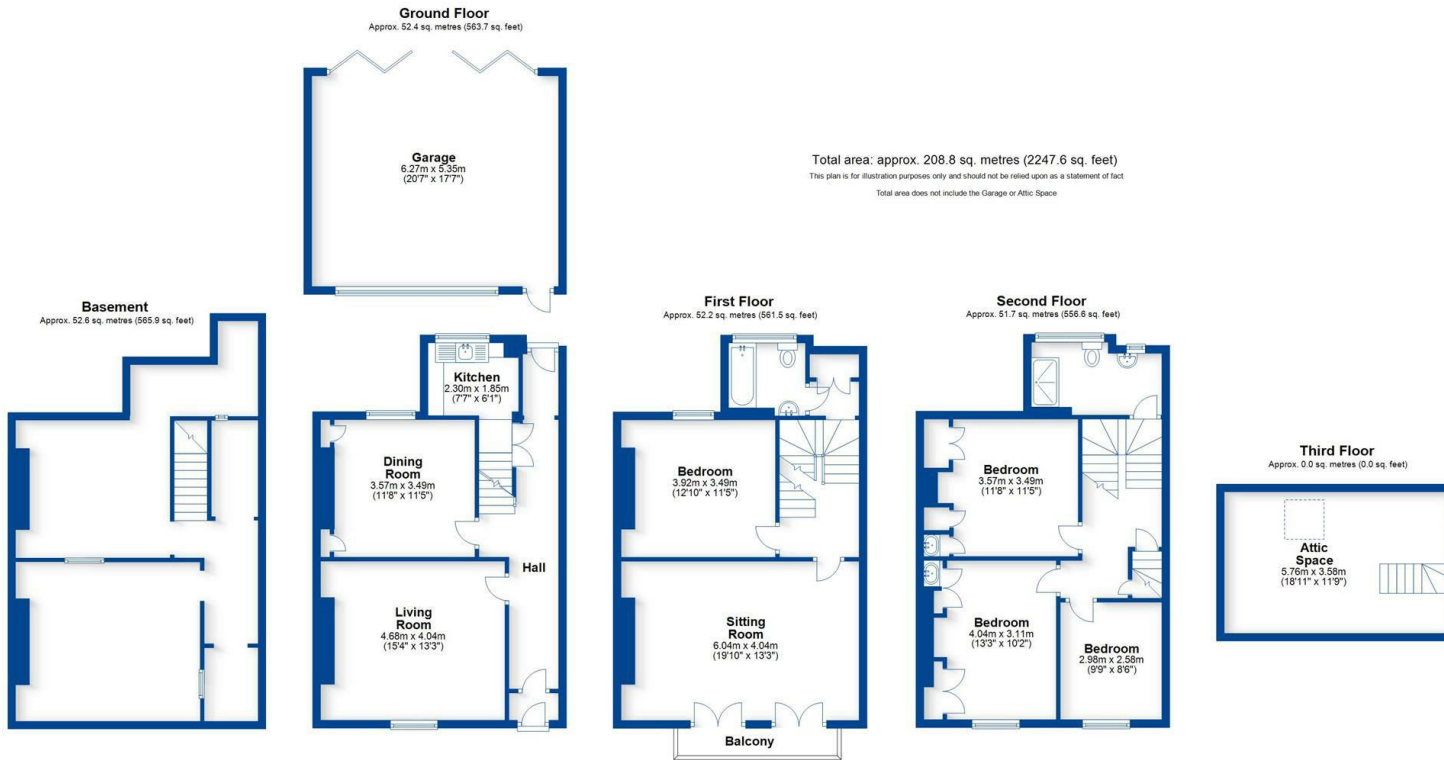 Ground Floor
Approx. 52.4 sq. metres (563.7 sq. feet)
Garage
6.27m x 5.35m
(20'7" x 17'7")
Total area: approx. 208.8 sq. metres (2247.6 sq. feet)
This plan is for illustration purposes only and should not be relied upon as a statement of fact
Total area does not include the Garage or Attic Space
Basement
Approx. 52.6 sq. metres (565.9 sq. feet)
Kitchen
2.30m x 1.85m
(7'7" x 6'1")
Dining
Room
3.57m x 3.49m
(11'8" x 11'5")
Hall
Living
Room
4.68m x 4.04m
(15'4" x 13'3")
First Floor
Approx. 52.2 sq. metres (561.5 sq. feet)
Bedroom
3.92m x 3.49m
(12'10" x 11'5")
Sitting
Room
6.04m x 4.04m
(19'10" x 13'3")
Balcony
Second Floor
Approx. 51.7 sq. metres (556.6 sq. feet)
Bedroom
3.57m x 3.49m
(11'8" x 11'5")
Bedroom
4.04m x 3.11m
(13'3" x 10'2")
Bedroom
2.98m x 2.58m
(9'9" x 8'6")
Third Floor
Approx. 0.0 sq. metres (0.0 sq. feet)
Attic
Space
5.76m x 3.58m
(18'11" x 11'9")